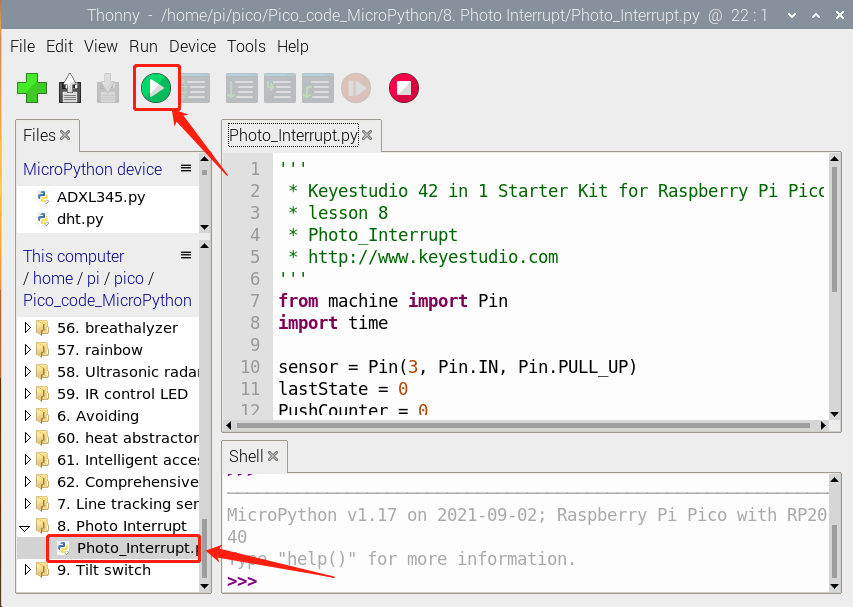 Thonny - /home/pi/pico/Pico_code_MicroPython/8. Photo Interrupt/Photo_Interrupt.py @ 22 : 1
File Edit View Run Device Tools Help
Files
MicroPython device
ADXL345.py
dht.py
This computer
/ home / pi / pico /
Pico_code_MicroPython
56. breathalyzer
57. rainbow
58. Ultrasonic radar
59. IR control LED
6. Avoiding
60. heat abstractor
61. Intelligent acces
62. Comprehensive
7. Line tracking sen
8. Photo Interrupt
Photo_Interrupt.p
9. Tilt switch
Photo_Interrupt.py
1 '''
2 * Keyestudio 42 in 1 Starter Kit for Raspberry Pi Pico
3 * lesson 8
4 * Photo_Interrupt
5 * http://www.keyestudio.com
6 '''
7 from machine import Pin
8 import time
9
10 sensor = Pin(3, Pin.IN, Pin.PULL_UP)
11 lastState = 0
12 PushCounter = 0
Shell
>>>
MicroPython v1.17 on 2021-09-02; Raspberry Pi Pico with RP20
40
Type "help()" for more information.
>>>